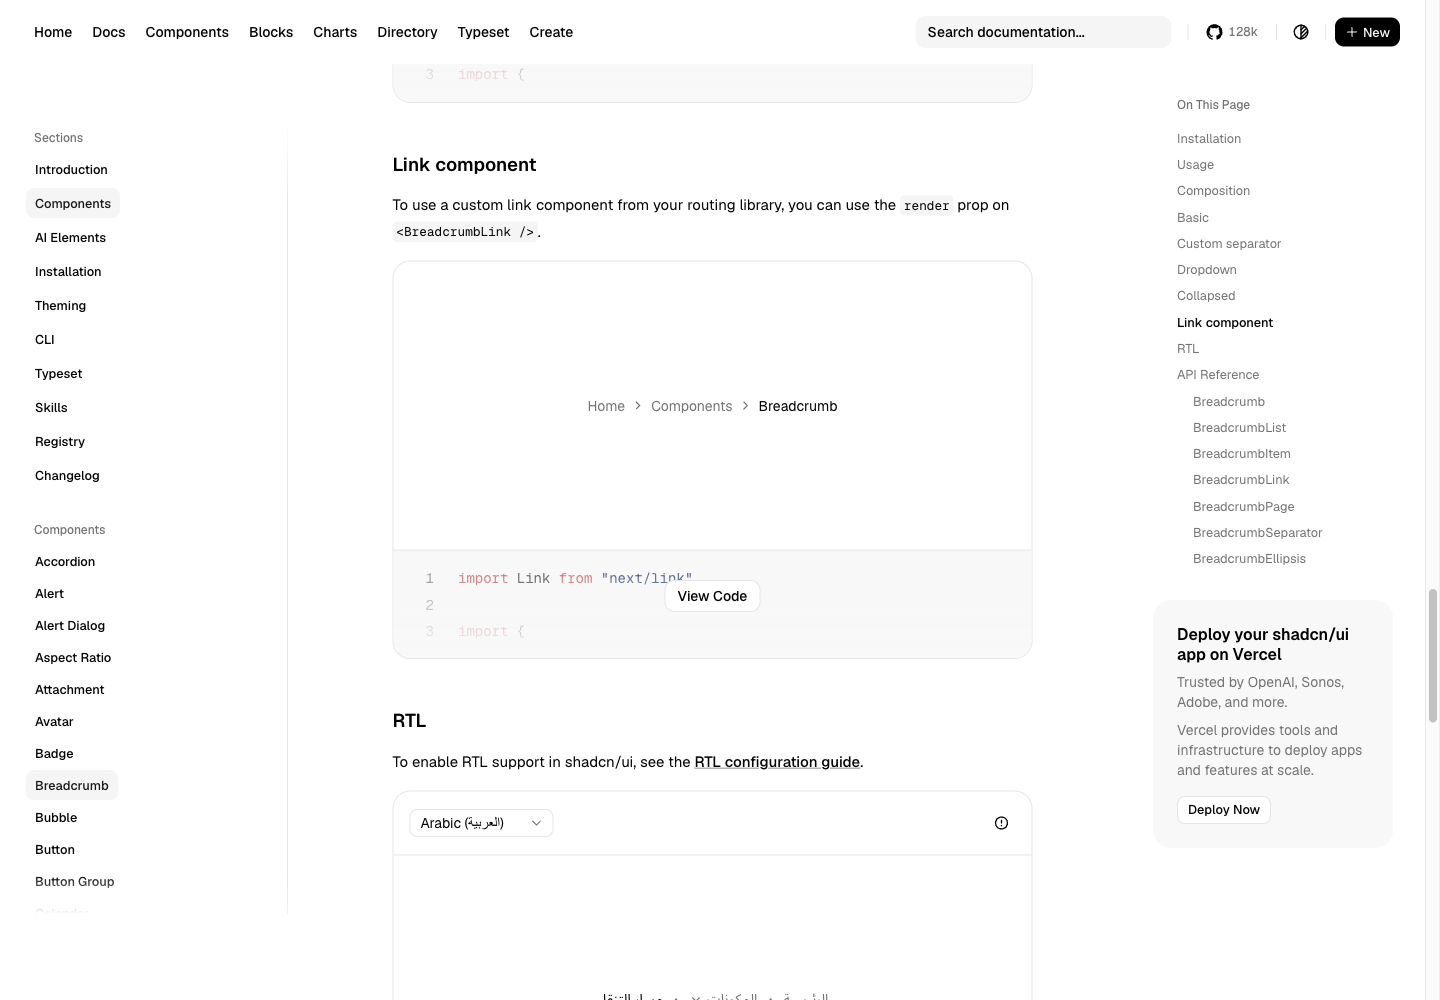 Home Docs Components Blocks Charts Directory Typeset Create
Search documentation...
128k
New
Sections
Introduction
Components
AI Elements
Installation
Theming
CLI
Typeset
Skills
Registry
Changelog
Components
Accordion
Alert
Alert Dialog
Aspect Ratio
Attachment
Avatar
Badge
Breadcrumb
Bubble
Button
Button Group
3 import {
Link component
To use a custom link component from your routing library, you can use the render prop on
<BreadcrumbLink />.
Home > Components > Breadcrumb
1 import Link from "next/link"
2
3 import {
View Code
RTL
To enable RTL support in shadcn/ui, see the RTL configuration guide.
Arabic (العربية)
On This Page
Installation
Usage
Composition
Basic
Custom separator
Dropdown
Collapsed
Link component
RTL
API Reference
Breadcrumb
BreadcrumbList
BreadcrumbItem
BreadcrumbLink
BreadcrumbPage
BreadcrumbSeparator
BreadcrumbEllipsis
Deploy your shadcn/ui
app on Vercel
Trusted by OpenAI, Sonos,
Adobe, and more.
Vercel provides tools and
infrastructure to deploy apps
and features at scale.
Deploy Now